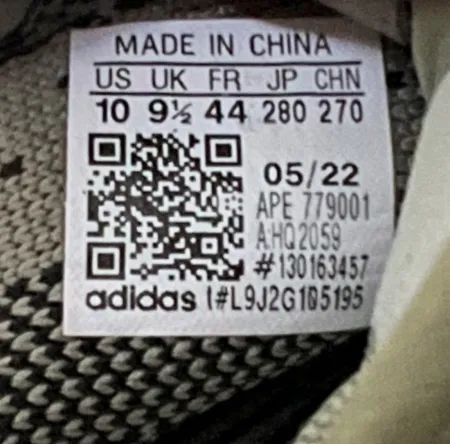 MADE IN CHINA
US UK FR JP CHN
10 9½ 44 280 270
05/22
APE 779001
A:HQ2059
#130163457
adidas